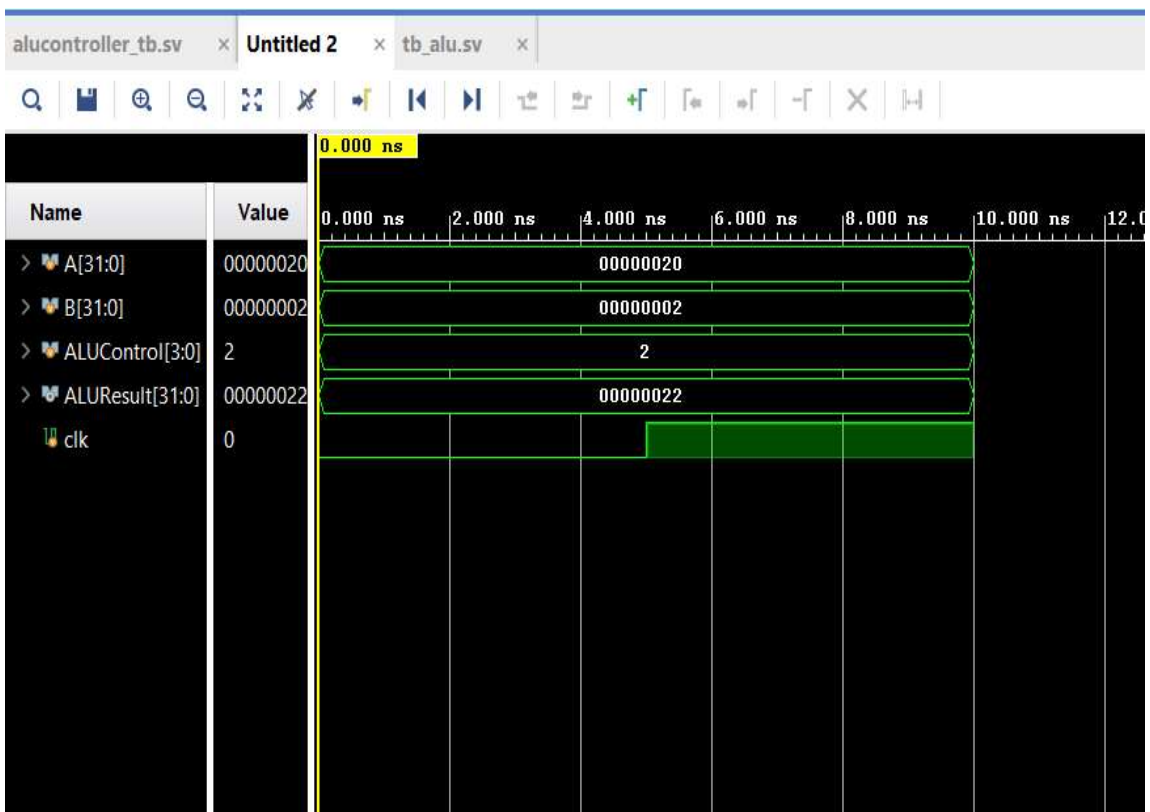 alucontroller_tb.sv × Untitled 2 × tb_alu.sv ×
0.000 ns
Name Value 0.000 ns 2.000 ns 4.000 ns 6.000 ns 8.000 ns 10.000 ns 12.0
A[31:0] 00000020 00000020
B[31:0] 00000002 00000002
ALUControl[3:0] 2 2
ALUResult[31:0] 00000022 00000022
clk 0